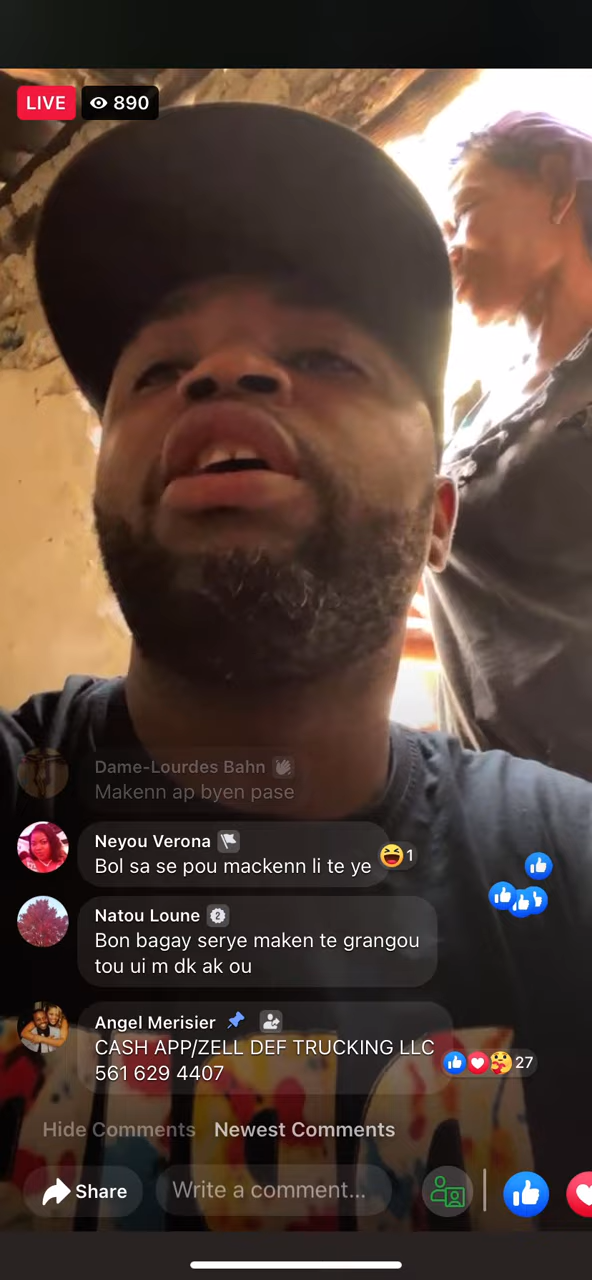 LIVE 890
Dame-Lourdes Bahn
Makenn ap byen pase
Neyou Verona
Bol sa se pou mackenn li te ye
1
Natou Loune
Bon bagay serye maken te grangou
tou ui m dk ak ou
Angel Merisier
CASH APP/ZELL DEF TRUCKING LLC
561 629 4407
27
Hide Comments Newest Comments
Share Write a comment...